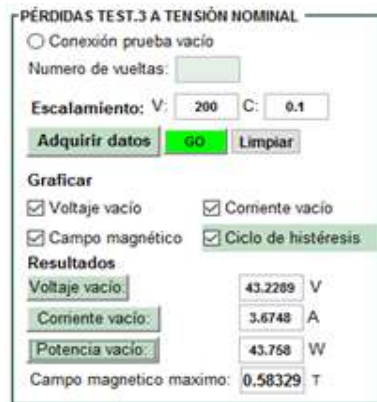 PÉRDIDAS TEST.3 A TENSIÓN NOMINAL
Conexión prueba vacío
Numero de vueltas:
Escalamiento: V: 200 C: 0.1
Adquirir datos GO Limpiar
Graficar
Voltaje vacío Corriente vacío
Campo magnético Ciclo de histéresis
Resultados
Voltaje vacío: 43.2289 V
Corriente vacío: 3.6748 A
Potencia vacío: 43.758 W
Campo magnetico maximo: 0.58329 T